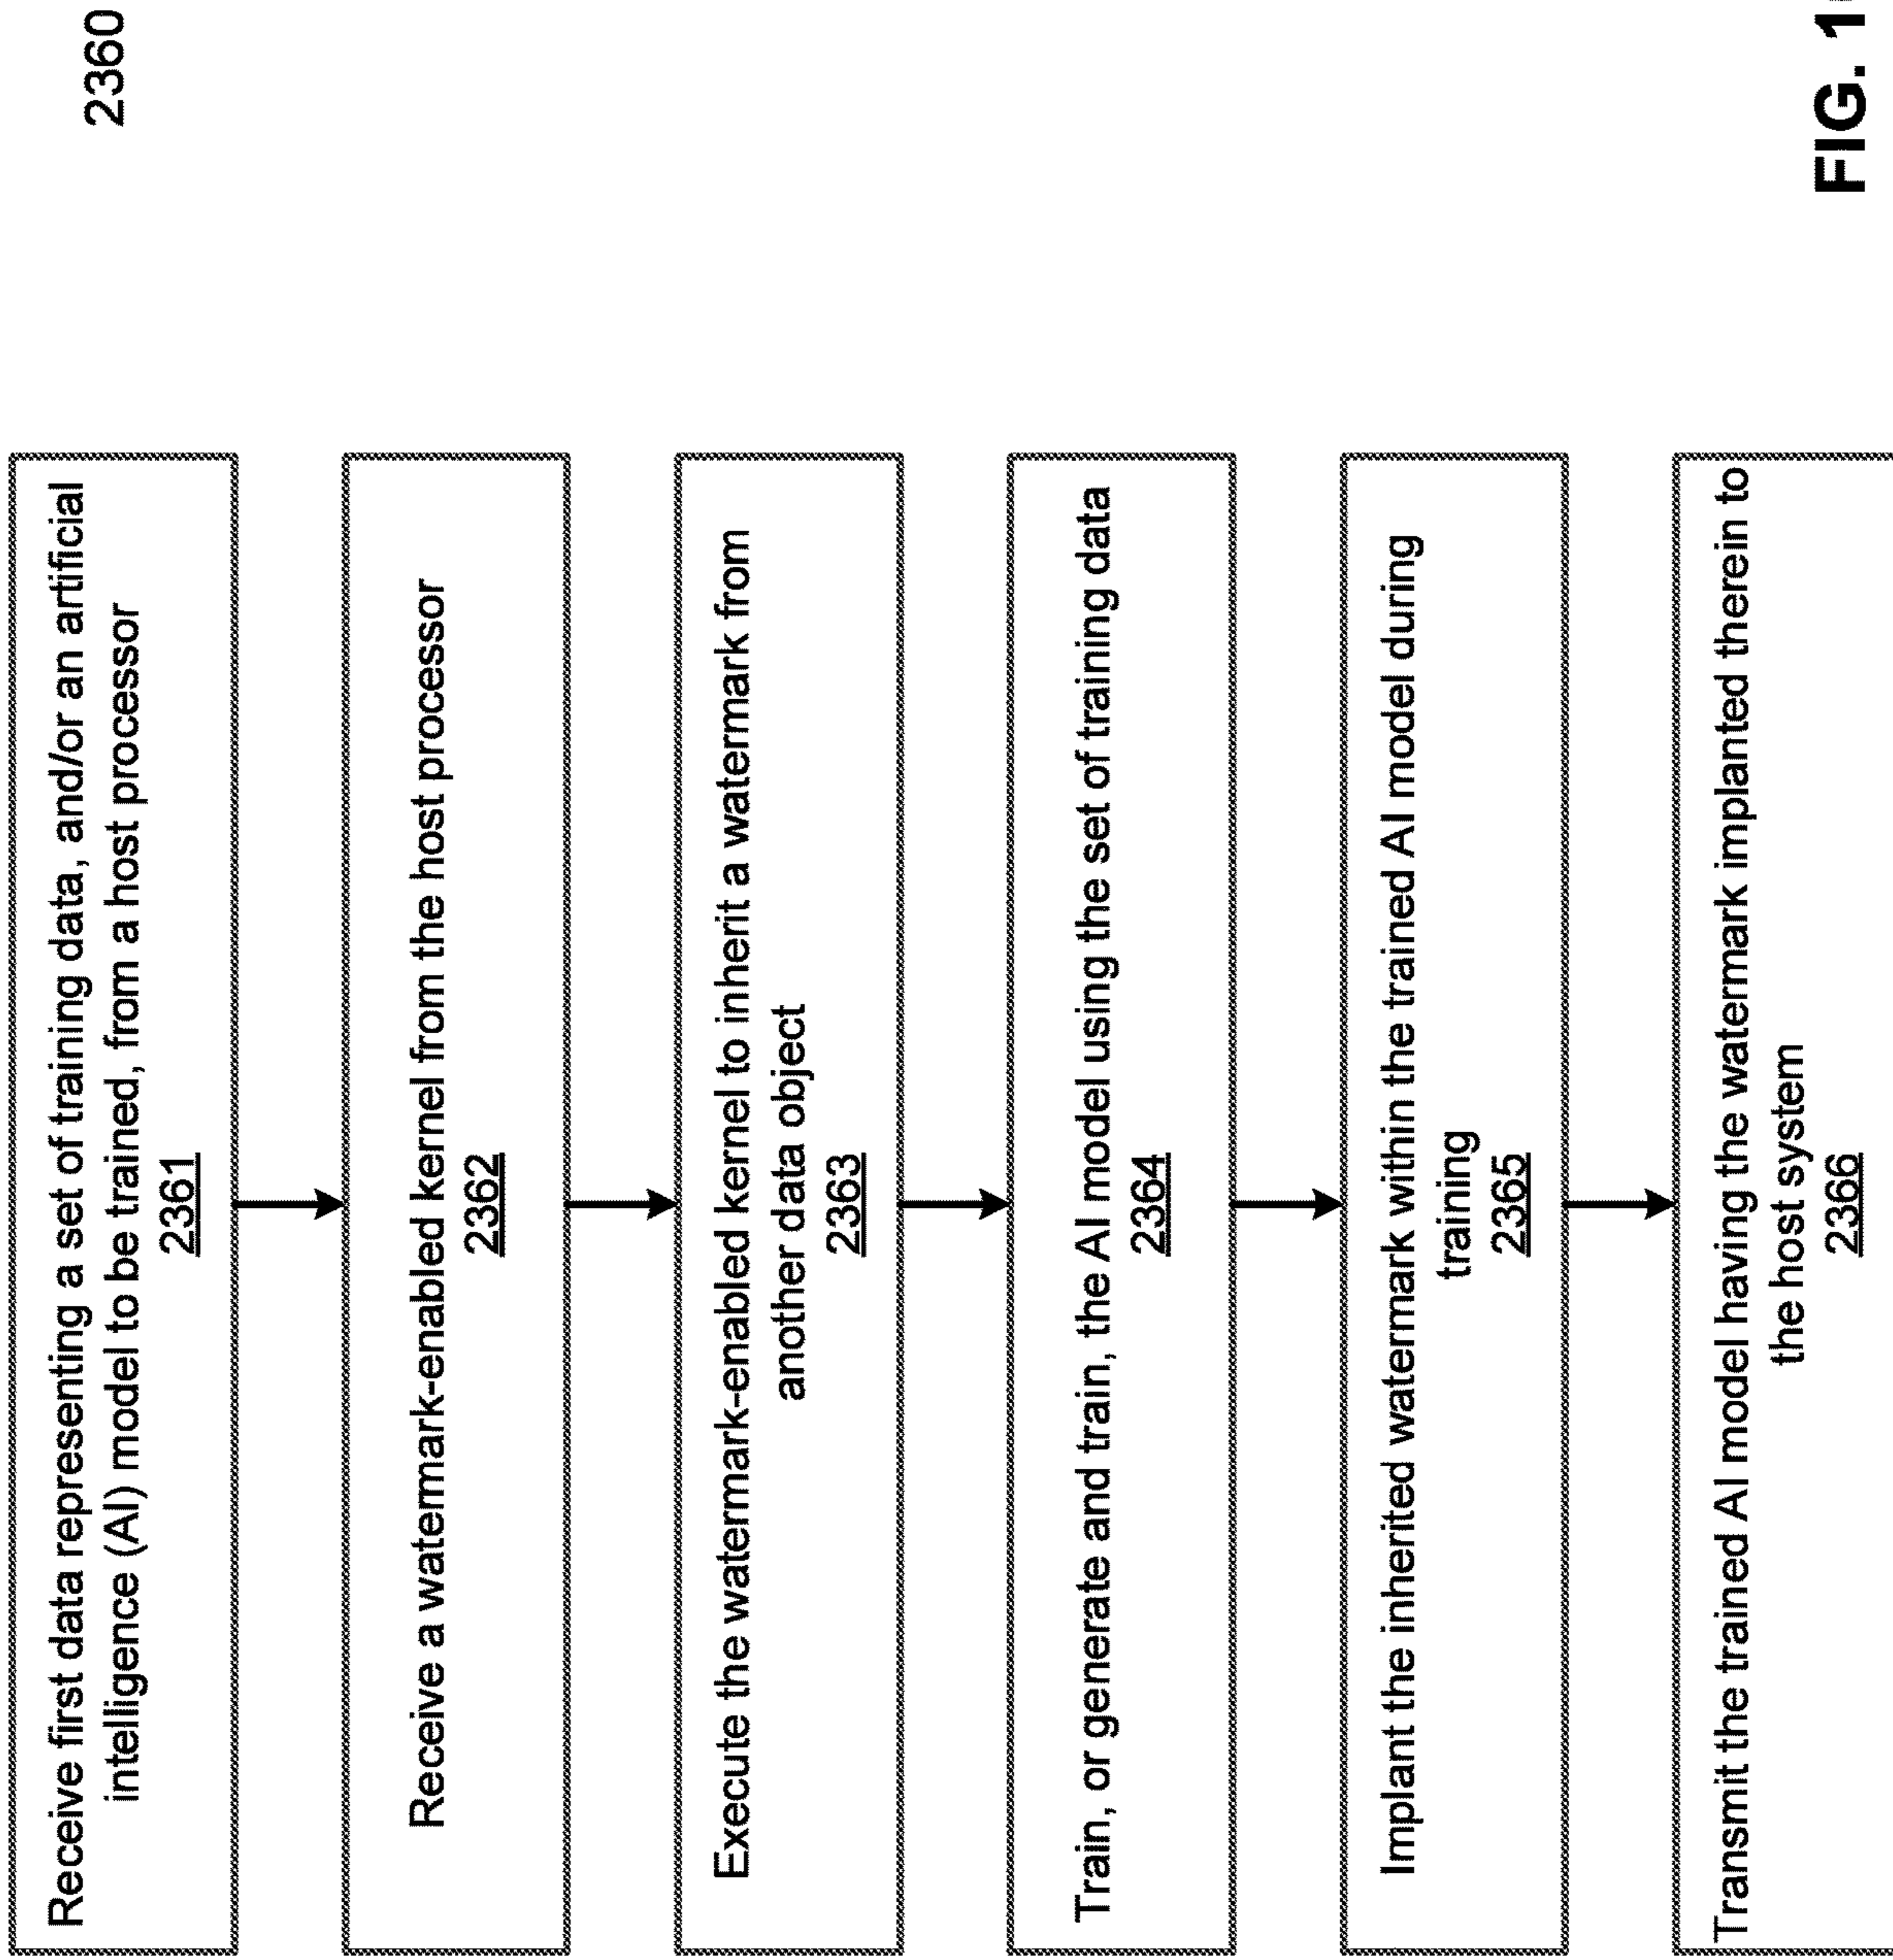 2360
Receive first data representing a set of training data, and/or an artificial
intelligence (AI) model to be trained, from a host processor
2361
Receive a watermark-enabled kernel from the host processor
2362
Execute the watermark-enabled kernel to inherit a watermark from
another data object
2363
Train, or generate and train, the AI model using the set of training data
2364
Implant the inherited watermark within the trained AI model during
training
2365
Transmit the trained AI model having the watermark implanted therein to
the host system
2366
FIG.